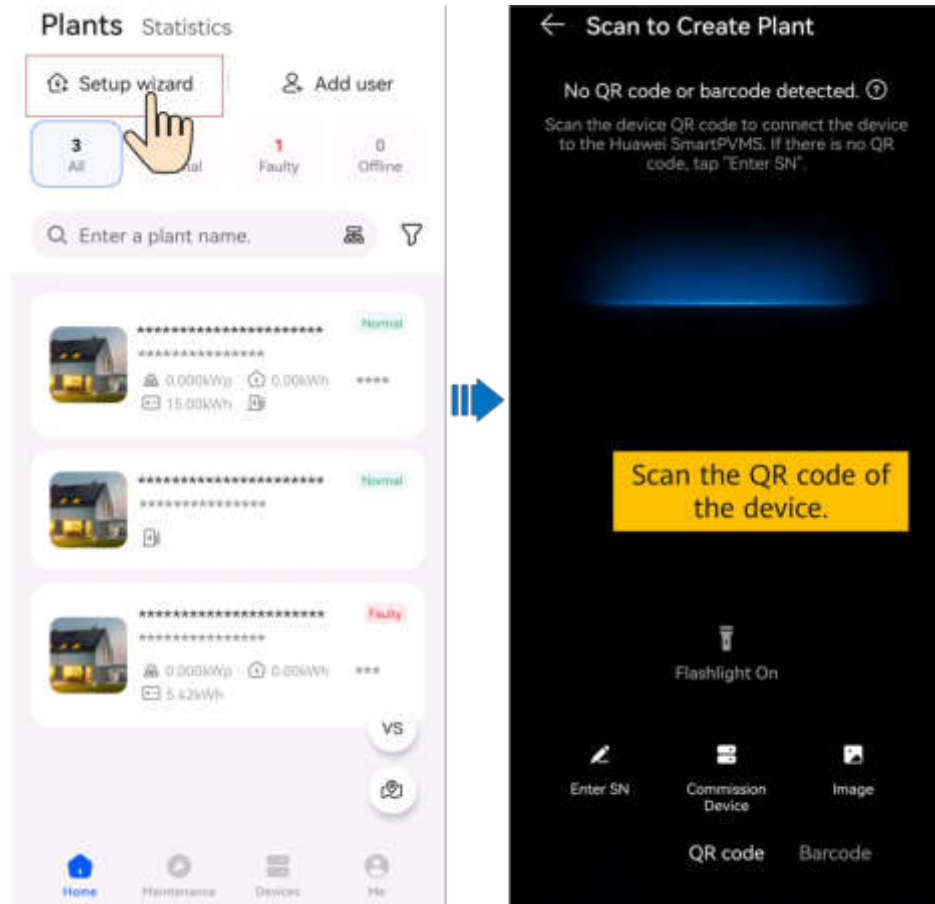 Plants Statistics
Setup wizard
Add user
3
All
1
Faulty
0
Offline
Enter a plant name.
***********************
Normal
***************
0.000kWp 0.00kWh ****
15.00kWh
***********************
Normal
***************
***********************
Faulty
***************
0.000kWp 0.00kWh ***
5.42kWh
VS
Home Maintenance Devices Me
Scan to Create Plant
No QR code or barcode detected.
Scan the device QR code to connect the device
to the Huawei SmartPVMS. If there is no QR
code, tap "Enter SN".
Scan the QR code of
the device.
Flashlight On
Enter SN
Commission
Device
Image
QR code Barcode